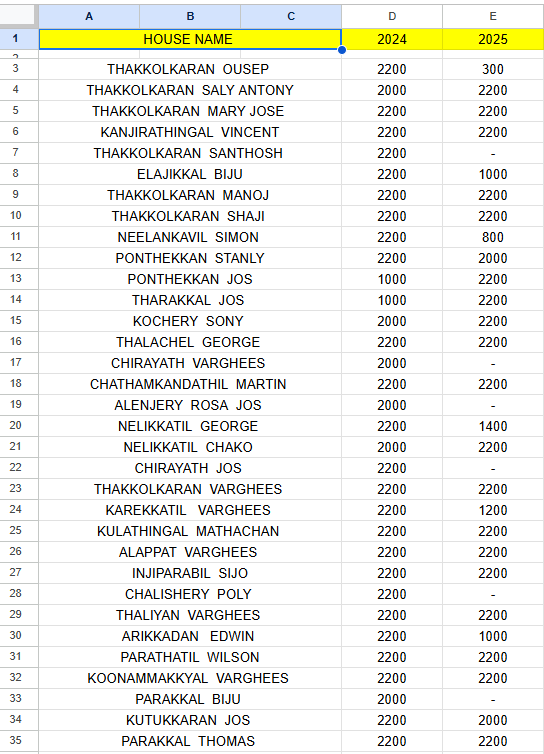 A B C D E
1 HOUSE NAME 2024 2025
3 THAKKOLKARAN OUSEP 2200 300
4 THAKKOLKARAN SALY ANTONY 2000 2200
5 THAKKOLKARAN MARY JOSE 2200 2200
6 KANJIRATHINGAL VINCENT 2200 2200
7 THAKKOLKARAN SANTHOSH 2200 -
8 ELAJIKKAL BIJU 2200 1000
9 THAKKOLKARAN MANOJ 2200 2200
10 THAKKOLKARAN SHAJI 2200 2200
11 NEELANKAVIL SIMON 2200 800
12 PONTHEKKAN STANLY 2200 2000
13 PONTHEKKAN JOS 1000 2200
14 THARAKKAL JOS 1000 2200
15 KOCHERY SONY 2000 2200
16 THALACHEL GEORGE 2200 2200
17 CHIRAYATH VARGHEES 2000 -
18 CHATHAMKANDATHIL MARTIN 2200 2200
19 ALENJERY ROSA JOS 2000 -
20 NELIKKATIL GEORGE 2200 1400
21 NELIKKATIL CHAKO 2000 2200
22 CHIRAYATH JOS 2200 -
23 THAKKOLKARAN VARGHEES 2200 2200
24 KAREKKATIL VARGHEES 2200 1200
25 KULATHINGAL MATHACHAN 2200 2200
26 ALAPPAT VARGHEES 2200 2200
27 INJIPARABIL SIJO 2200 2200
28 CHALISHERY POLY 2200 -
29 THALIYAN VARGHEES 2200 2200
30 ARIKKADAN EDWIN 2200 1000
31 PARATHATIL WILSON 2200 2200
32 KOONAMMAKKYAL VARGHEES 2200 2200
33 PARAKKAL BIJU 2000 -
34 KUTUKKARAN JOS 2200 2000
35 PARAKKAL THOMAS 2200 2200